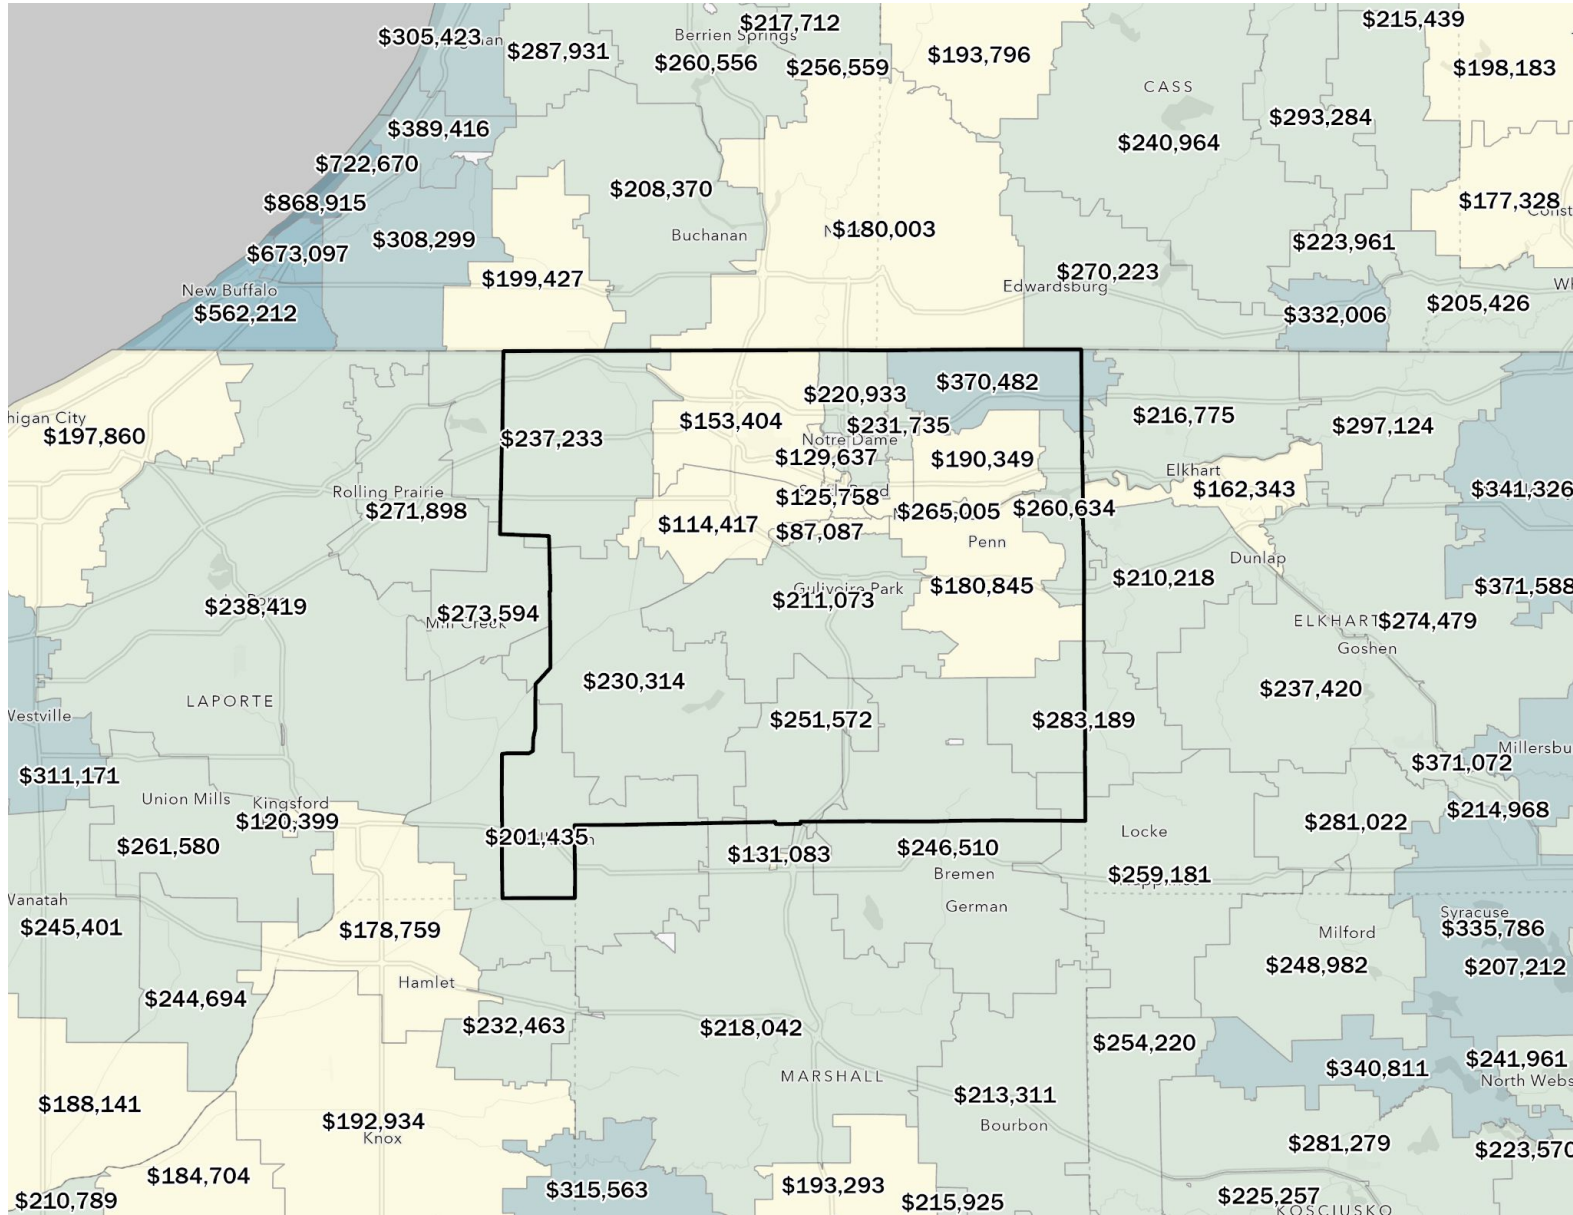 $217,712
$215,439
$305,423
Berrien Springs
$287,931
$260,556
$256,559
$193,796
$198,183
CASS
$389,416
$293,284
$240,964
$722,670
$208,370
$868,915
$177,328
$308,299
Buchanan
$180,003
$223,961
$673,097
$270,223
$199,427
Edwardsburg
New Buffalo
$562,212
$332,006
$205,426
$370,482
$220,933
higan City
$197,860
$153,404
$231,735
$216,775
$297,124
$237,233
Notre Dame
$129,637
$190,349
Elkhart
Rolling Prairie
$125,758
$162,343
$341,326
$271,898
$265,005
$260,634
$114,417
$87,087
Penn
Dunlap
$210,218
$180,845
$371,588
Gulivoire Park
$211,073
$238,419
$273,594
Mill Creek
ELKHART
$274,479
Goshen
$230,314
$237,420
LAPORTE
Westville
$251,572
$283,189
Millersbu
$311,171
$371,072
Union Mills
Kingsford
$120,399
$214,968
$281,022
$261,580
$201,435
$131,083
$246,510
Locke
Bremen
$259,181
Wanatah
German
Syracuse
$245,401
$178,759
Milford
$335,786
$248,982
$207,212
Hamlet
$244,694
$232,463
$218,042
$254,220
$241,961
$340,811
MARSHALL
North Webs
$188,141
$213,311
$192,934
Bourbon
Knox
$281,279
$223,570
$184,704
$315,563
$193,293
$210,789
$215,925
$225,257
KOSCIUSKO